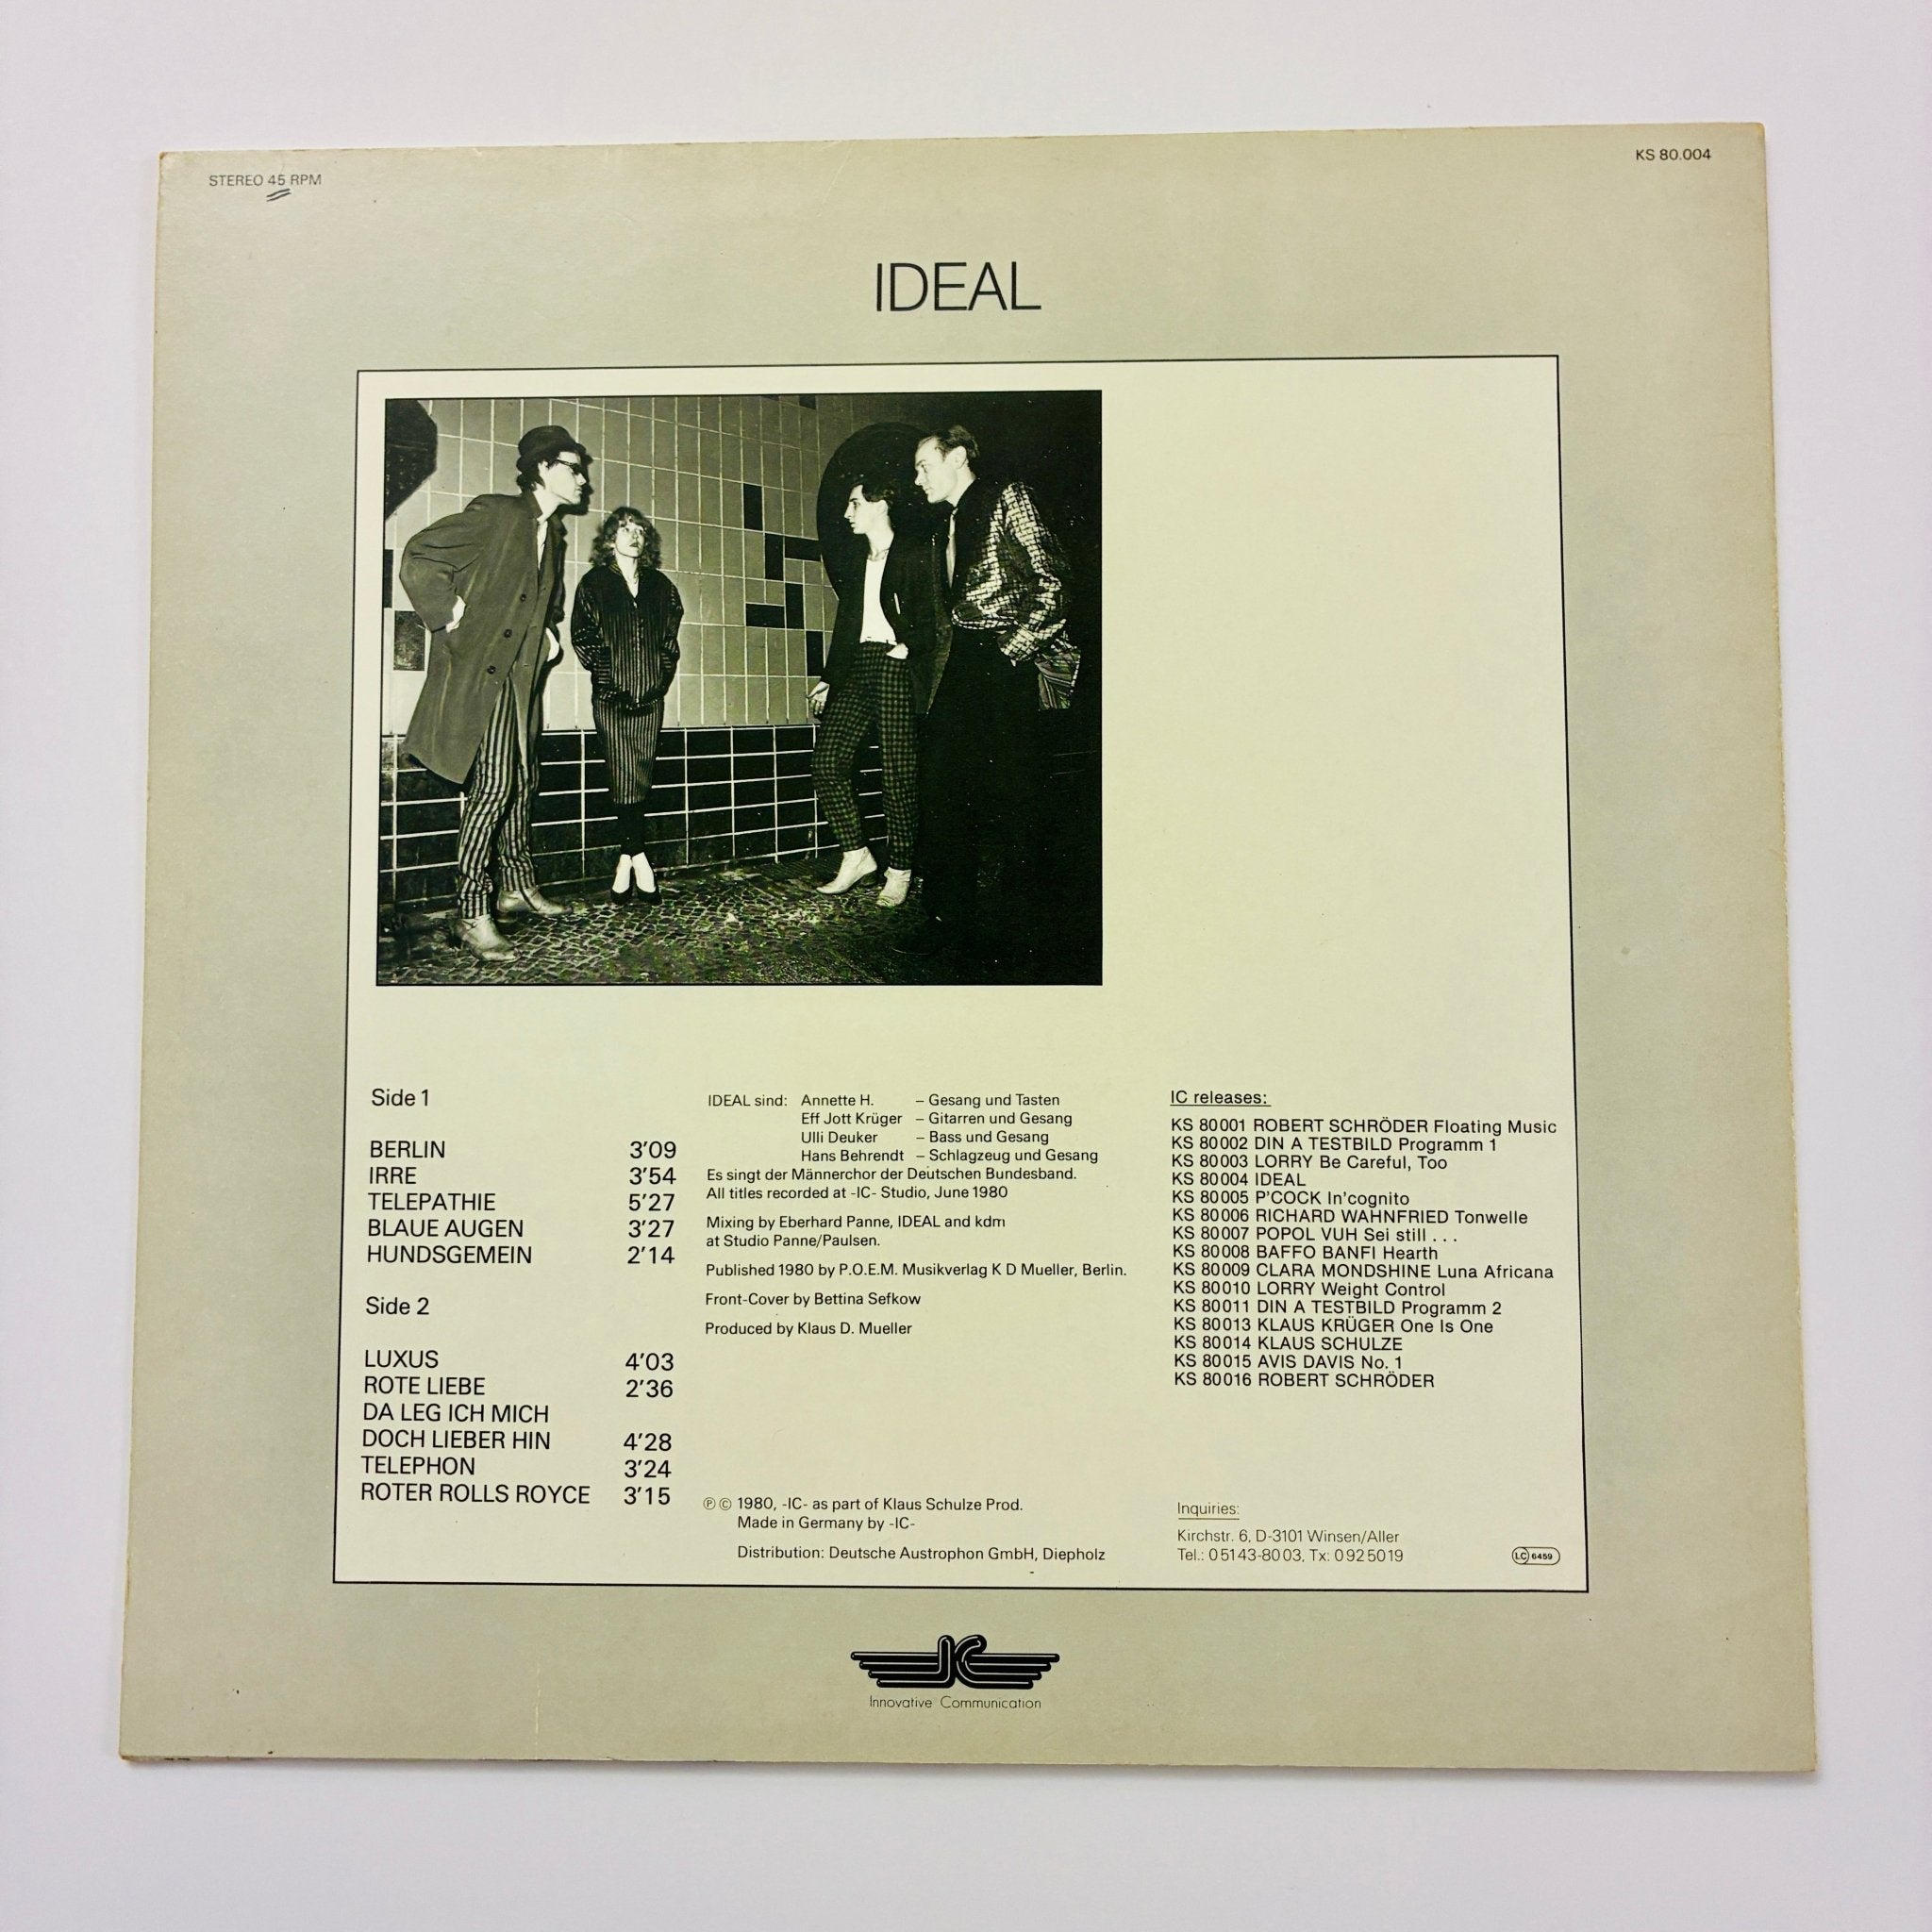 STEREO 45 RPM
KS 80.004
IDEAL
Side 1
BERLIN 3'09
IRRE 3'54
TELEPATHIE 5'27
BLAUE AUGEN 3'27
HUNDSGEMEIN 2'14
Side 2
LUXUS 4'03
ROTE LIEBE 2'36
DA LEG ICH MICH
DOCH LIEBER HIN 4'28
TELEPHON 3'24
ROTER ROLLS ROYCE 3'15
IDEAL sind: Annette H. – Gesang und Tasten
Eff Jott Krüger – Gitarren und Gesang
Ulli Deuker – Bass und Gesang
Hans Behrendt – Schlagzeug und Gesang
Es singt der Männerchor der Deutschen Bundesband.
All titles recorded at -IC- Studio, June 1980
Mixing by Eberhard Panne, IDEAL and kdm
at Studio Panne/Paulsen.
Published 1980 by P.O.E.M. Musikverlag K D Mueller, Berlin.
Front-Cover by Bettina Sefkow
Produced by Klaus D. Mueller
℗ © 1980, -IC- as part of Klaus Schulze Prod.
Made in Germany by -IC-
Distribution: Deutsche Austrophon GmbH, Diepholz
IC releases:
KS 80001 ROBERT SCHRÖDER Floating Music
KS 80002 DIN A TESTBILD Programm 1
KS 80003 LORRY Be Careful, Too
KS 80004 IDEAL
KS 80005 P'COCK In'cognito
KS 80006 RICHARD WAHNFRIED Tonwelle
KS 80007 POPOL VUH Sei still . . .
KS 80008 BAFFO BANFI Hearth
KS 80009 CLARA MONDSHINE Luna Africana
KS 80010 LORRY Weight Control
KS 80011 DIN A TESTBILD Programm 2
KS 80013 KLAUS KRÜGER One Is One
KS 80014 KLAUS SCHULZE
KS 80015 AVIS DAVIS No. 1
KS 80016 ROBERT SCHRÖDER
Inquiries:
Kirchstr. 6, D-3101 Winsen/Aller
Tel.: 05143-8003, Tx: 0925019
LC 6459
IC
Innovative Communication